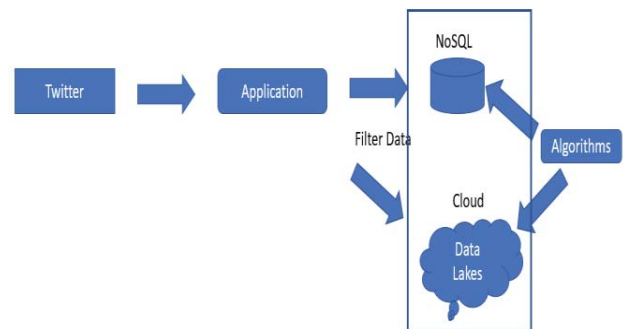 NoSQL
Twitter
Application
Filter Data
Algorithms
Cloud
Data
Lakes